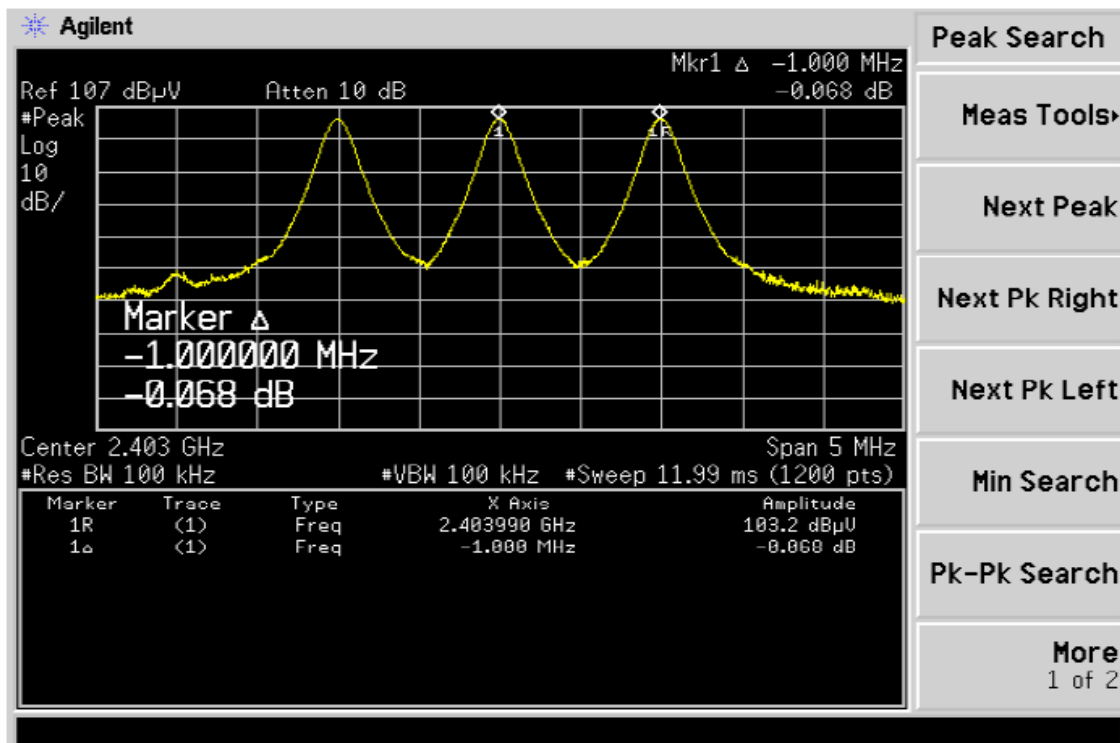 Agilent
Peak Search
Mkr1 Δ -1.000 MHz
Ref 107 dBµV Atten 10 dB -0.068 dB
#Peak
Log
10
dB/
1
1R
Marker Δ
-1.000000 MHz
-0.068 dB
Center 2.403 GHz Span 5 MHz
#Res BW 100 kHz #VBW 100 kHz #Sweep 11.99 ms (1200 pts)
Marker Trace Type X Axis Amplitude
1R (1) Freq 2.403990 GHz 103.2 dBµV
1Δ (1) Freq -1.000 MHz -0.068 dB
Meas Tools▸
Next Peak
Next Pk Right
Next Pk Left
Min Search
Pk-Pk Search
More
1 of 2